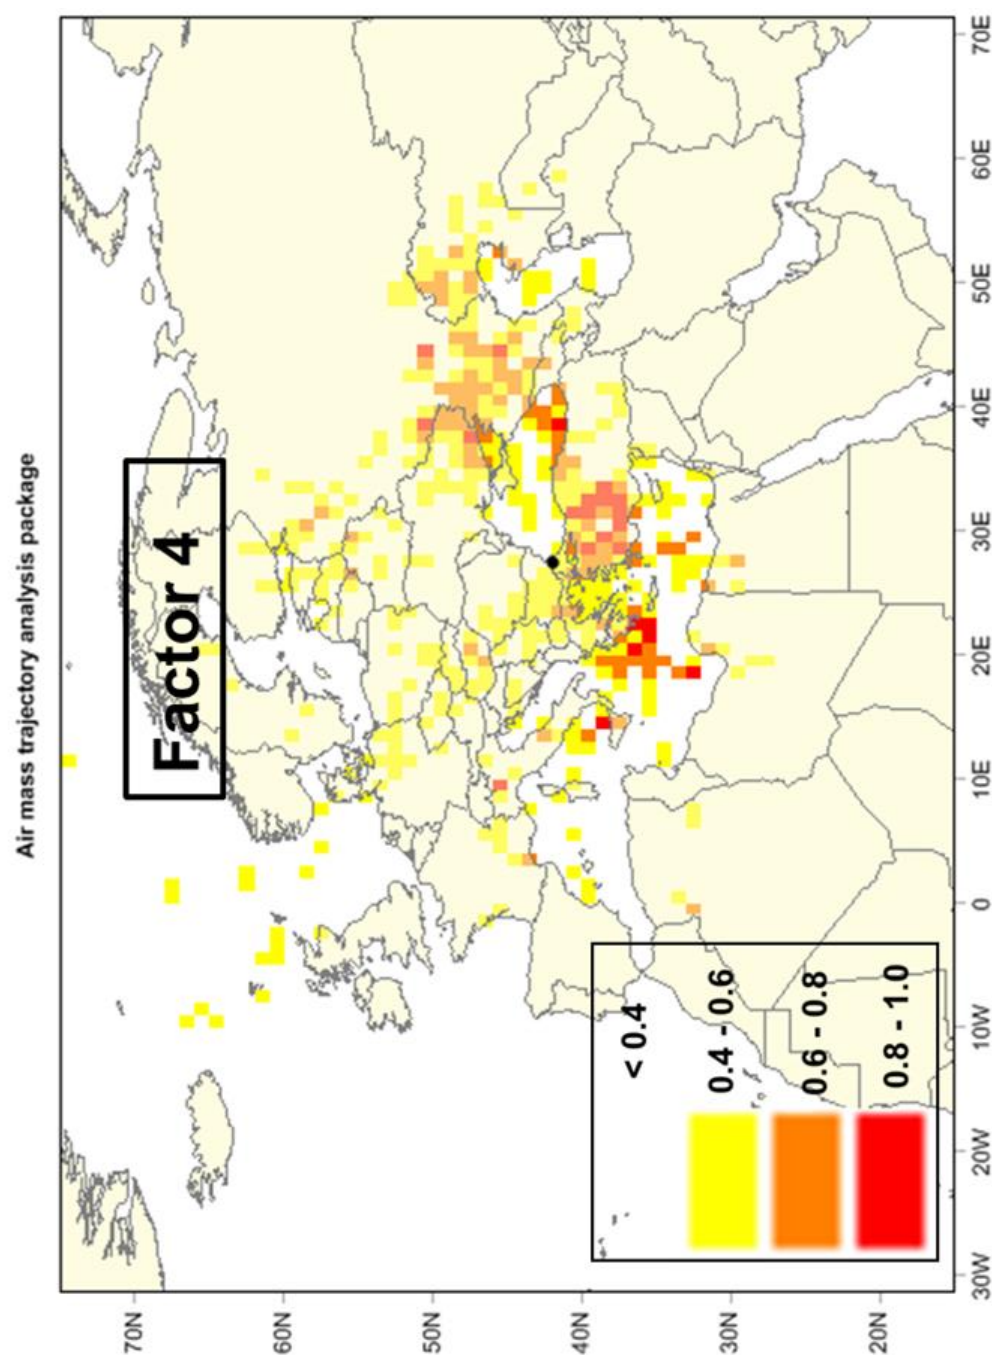 Air mass trajectory analysis package
Factor 4
< 0.4
0.4 - 0.6
0.6 - 0.8
0.8 - 1.0
70N
60N
50N
40N
30N
20N
30W
20W
10W
0
10E
20E
30E
40E
50E
60E
70E